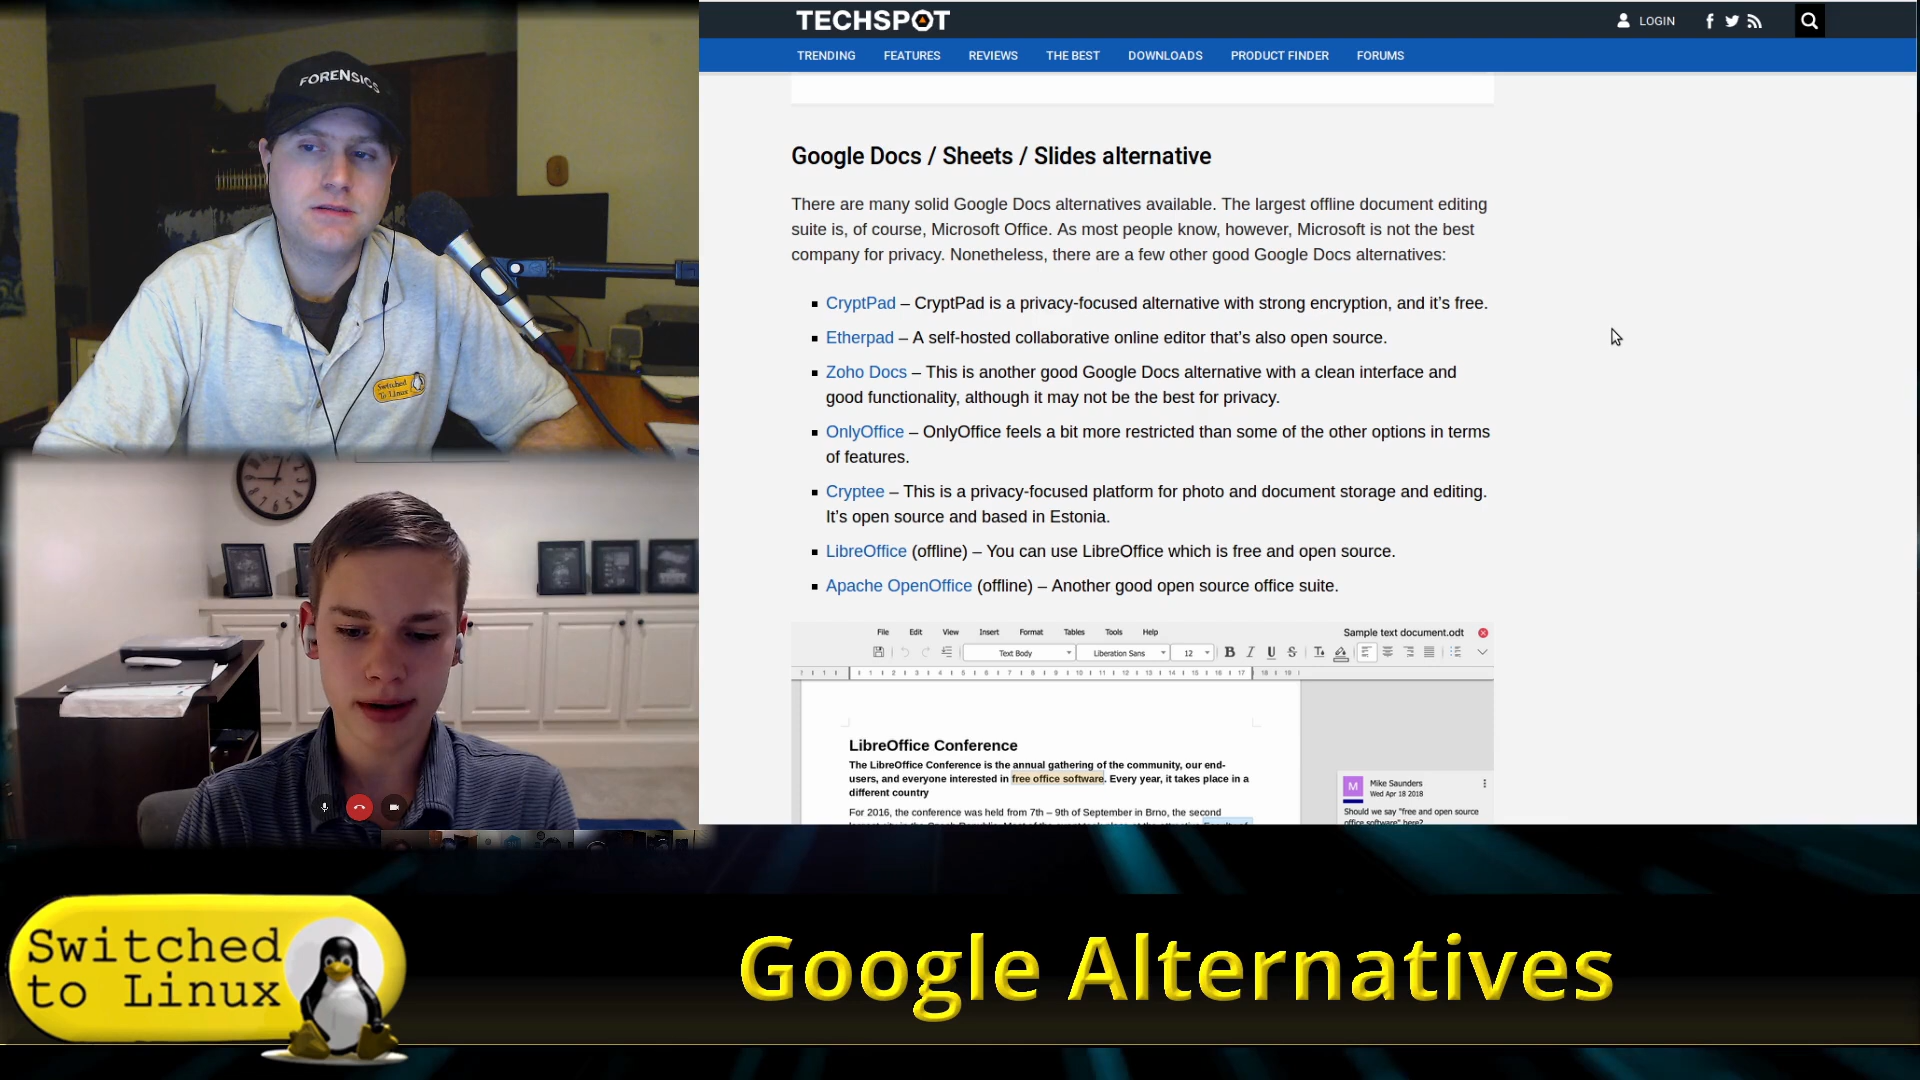 FORENSICS
Switched
To Linux
TECHSPOT
LOGIN
TRENDING FEATURES REVIEWS THE BEST DOWNLOADS PRODUCT FINDER FORUMS
Google Docs / Sheets / Slides alternative
There are many solid Google Docs alternatives available. The largest offline document editing
suite is, of course, Microsoft Office. As most people know, however, Microsoft is not the best
company for privacy. Nonetheless, there are a few other good Google Docs alternatives:
CryptPad – CryptPad is a privacy-focused alternative with strong encryption, and it's free.
Etherpad – A self-hosted collaborative online editor that's also open source.
Zoho Docs – This is another good Google Docs alternative with a clean interface and
good functionality, although it may not be the best for privacy.
OnlyOffice – OnlyOffice feels a bit more restricted than some of the other options in terms
of features.
Cryptee – This is a privacy-focused platform for photo and document storage and editing.
It's open source and based in Estonia.
LibreOffice (offline) – You can use LibreOffice which is free and open source.
Apache OpenOffice (offline) – Another good open source office suite.
File Edit View Insert Format Tables Tools Help Sample text document.odt
Text Body Liberation Sans 12
LibreOffice Conference
The LibreOffice Conference is the annual gathering of the community, our end-
users, and everyone interested in free office software. Every year, it takes place in a
different country
For 2016, the conference was held from 7th – 9th of September in Brno, the second
M
Mike Saunders
Wed Apr 18 2018
Should we say "free and open source
office software" here?
Switched
to Linux
Google Alternatives